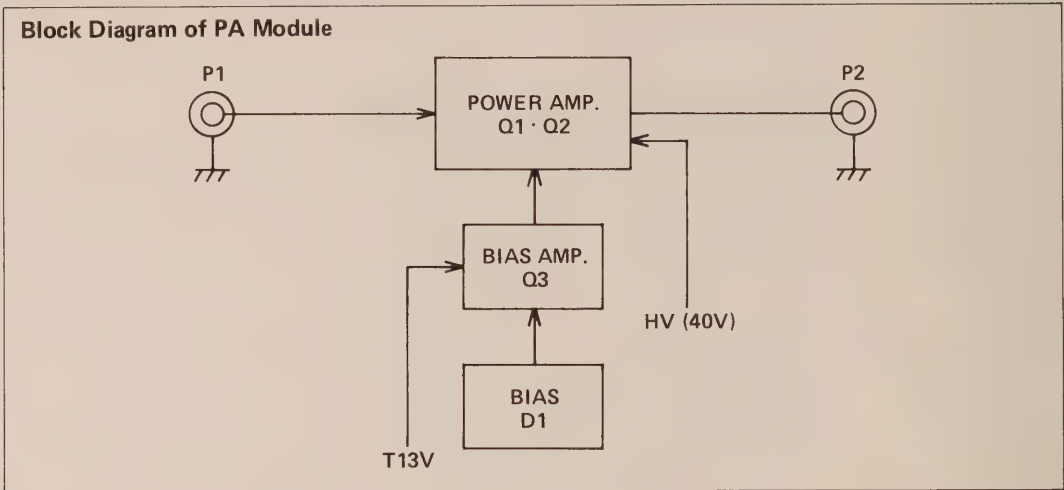 Block Diagram of PA Module
P1
P2
POWER AMP.
Q1 · Q2
BIAS AMP.
Q3
HV (40V)
BIAS
D1
T13V